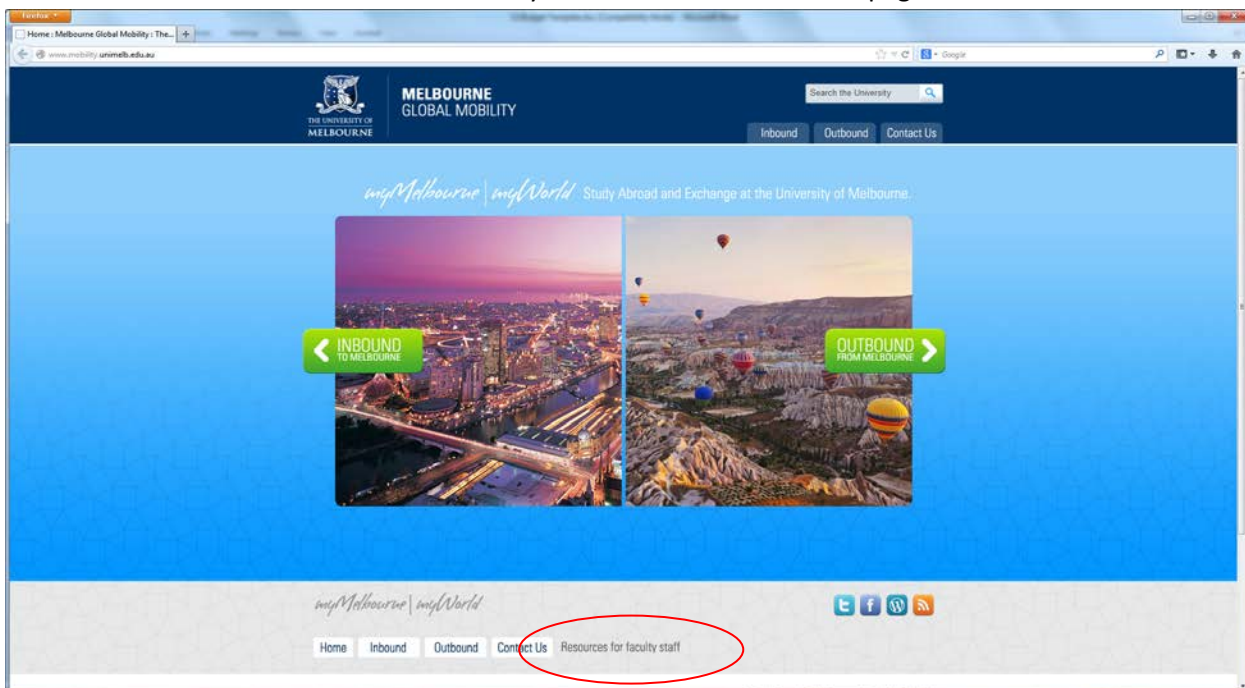 Firefox
Home : Melbourne Global Mobility : The...
www.mobility.unimelb.edu.au
Google
THE UNIVERSITY OF
MELBOURNE
MELBOURNE
GLOBAL MOBILITY
Search the University
Inbound Outbound Contact Us
myMelbourne | myWorld Study Abroad and Exchange at the University of Melbourne.
INBOUND
TO MELBOURNE
OUTBOUND
FROM MELBOURNE
myMelbourne | myWorld
Home Inbound Outbound Contact Us Resources for faculty staff